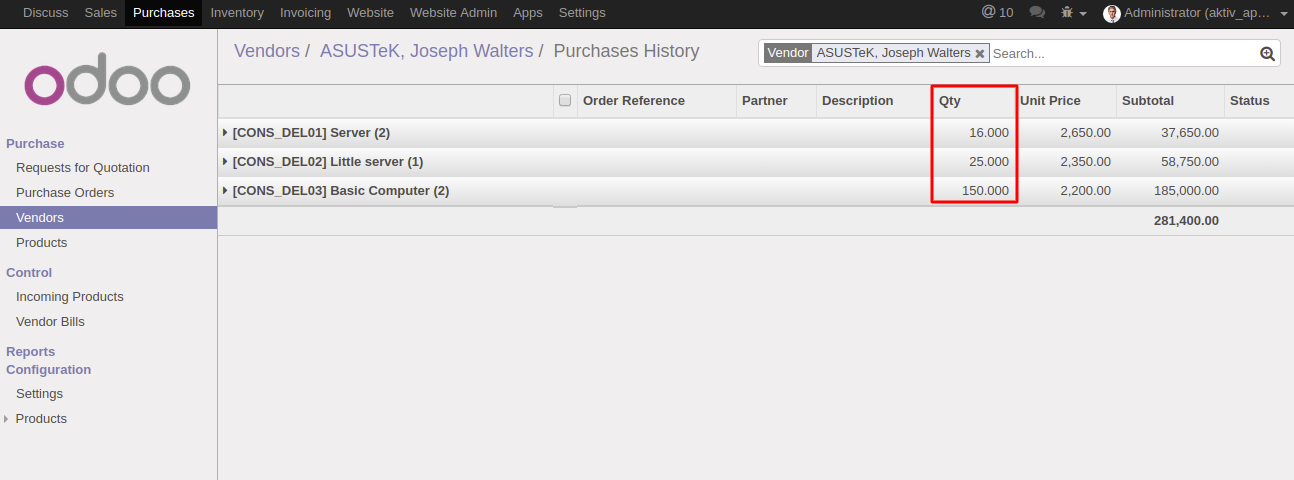 Discuss Sales Purchases Inventory Invoicing Website Website Admin Apps Settings @ 10 Administrator (aktiv_ap...
odoo
Vendors / ASUSTeK, Joseph Walters / Purchases History
Vendor ASUSTeK, Joseph Walters × Search...
Order Reference Partner Description Qty Unit Price Subtotal Status
[CONS_DEL01] Server (2) 16.000 2,650.00 37,650.00
[CONS_DEL02] Little server (1) 25.000 2,350.00 58,750.00
[CONS_DEL03] Basic Computer (2) 150.000 2,200.00 185,000.00
281,400.00
Purchase
Requests for Quotation
Purchase Orders
Vendors
Products
Control
Incoming Products
Vendor Bills
Reports
Configuration
Settings
Products